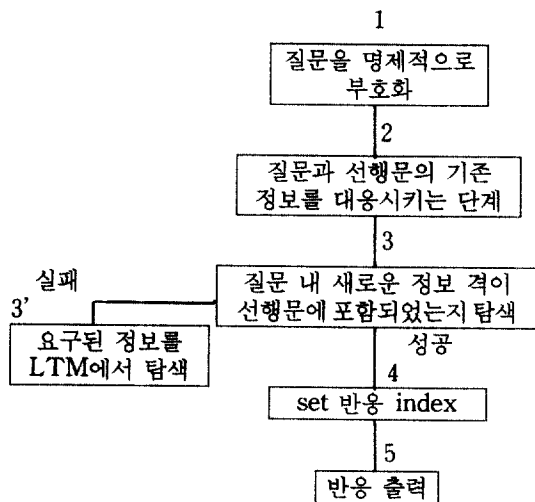 1
질문을 명제적으로
부호화
2
질문과 선행문의 기존
정보를 대응시키는 단계
3
실패
3'
질문 내 새로운 정보 격이
선행문에 포함되었는지 탐색
요구된 정보를
LTM에서 탐색
성공
4
set 반응 index
5
반응 출력